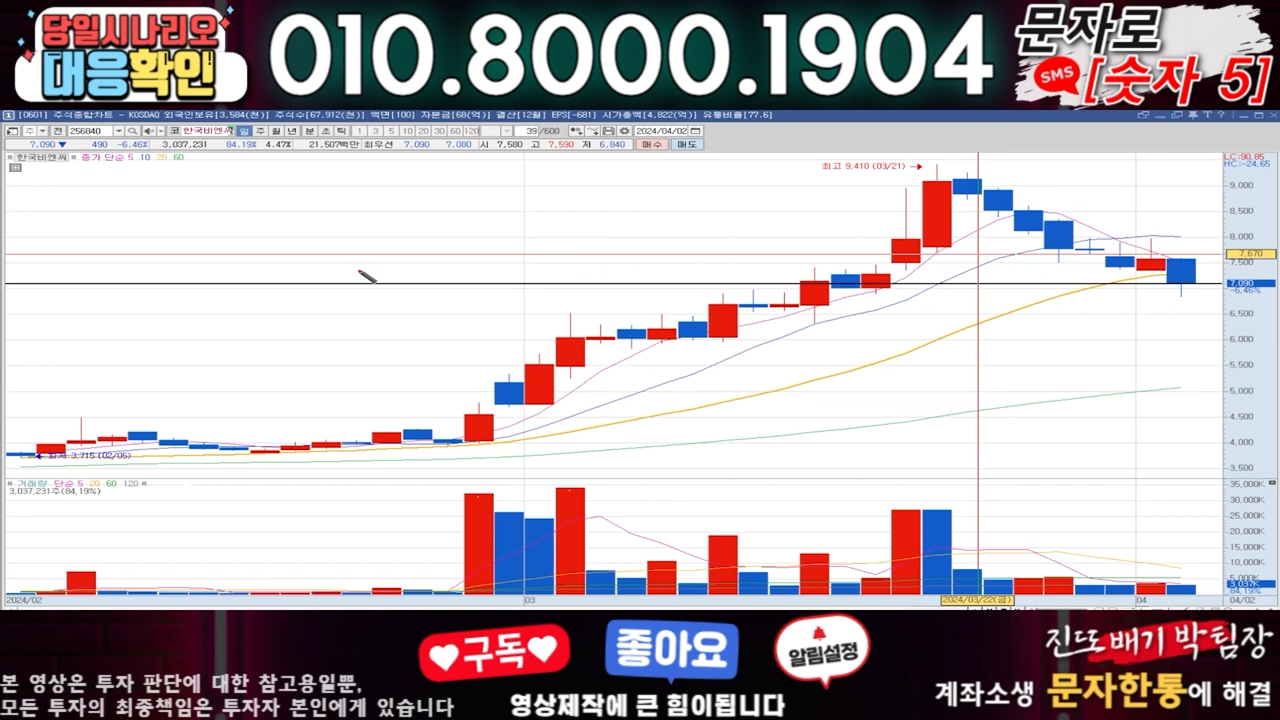 당일시나리오
대응확인
010.8000.1904
문자로
SMS
[숫자 5]
[0601] 주식종합차트 - KOSDAQ 외국인보유[3,584(천)] 주식수[67,912(천)] 액면[100] 자본금[68(억)] 결산[12월] EPS[-681] 시가총액[4,822(억)] 유통비율[77.6]
주 전 256840 코 한국비엔씨 일 주 월 년 분 초 틱 1 3 5 10 20 30 60 120 39 /600 2024/04/02
7,090 ▼ 490 -6.46% 3,037,231 84.19% 4.47% 21,507백만 최우선 7,090 7,080 시 7,580 고 7,590 저 6,840 매수 매도
한국비엔씨 종가 단순 5 10 20 60
LC:90.85
HC:-24.65
최고 9,410 (03/21) →
9,000
8,500
8,000
7,670
7,500
7,090
-6.46%
6,500
6,000
5,500
5,000
4,500
4,000
3,500
← 최저 3,715 (02/05)
거래량 단순 5 20 60 120
3,037,231주(84.19%)
35,000K
30,000K
25,000K
20,000K
15,000K
10,000K
5,000K
3,037K
84.19%
2024/02 03 2024/03/22(금) 04 04/02
구독
좋아요
알림설정
진또배기 박팀장
본 영상은 투자 판단에 대한 참고용일뿐,
모든 투자의 최종책임은 투자자 본인에게 있습니다
영상제작에 큰 힘이됩니다
계좌소생 문자한통에 해결